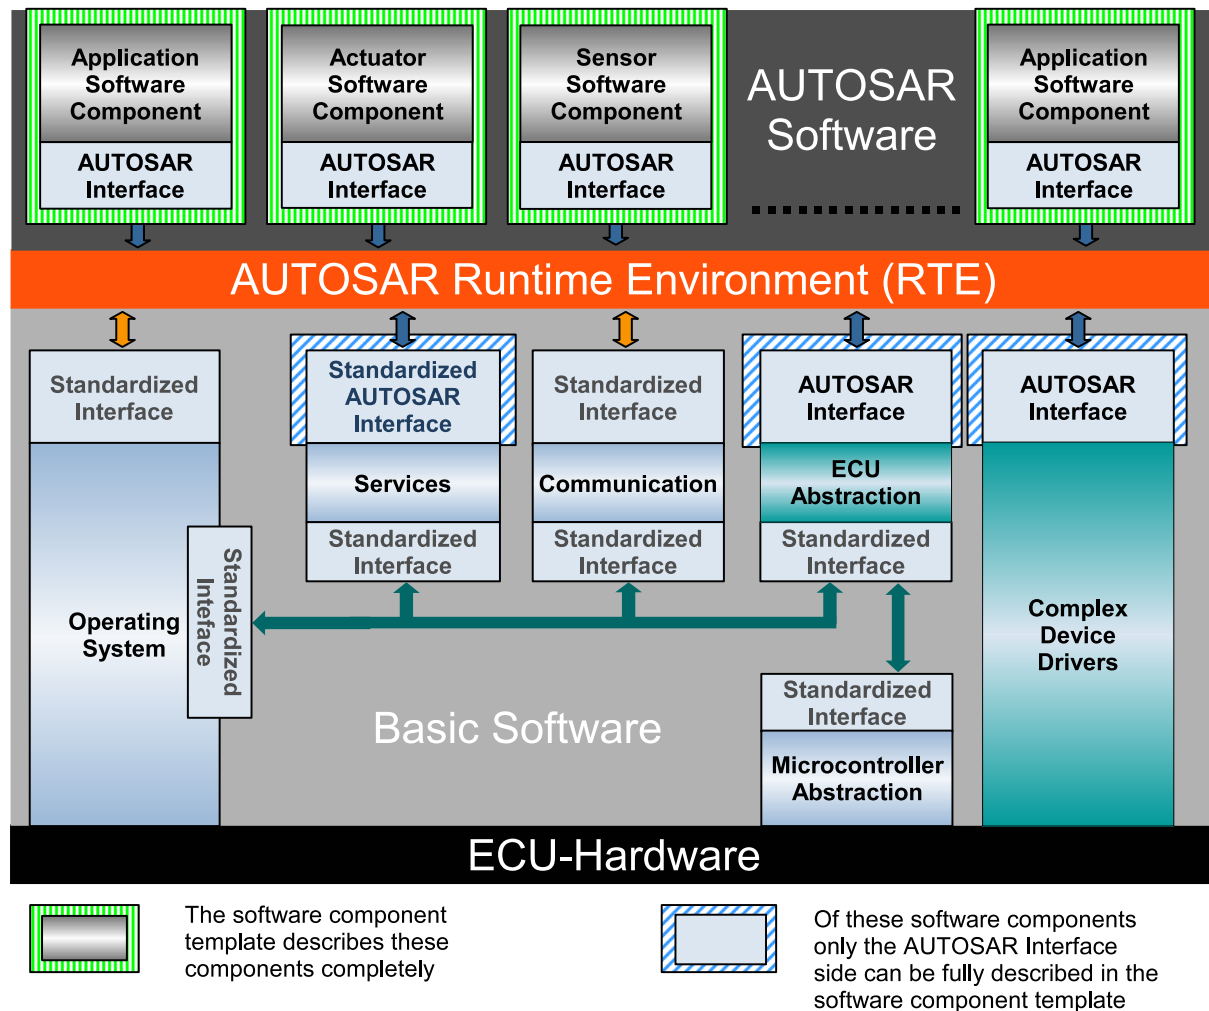 Application
Software
Component
AUTOSAR
Interface
Actuator
Software
Component
AUTOSAR
Interface
Sensor
Software
Component
AUTOSAR
Interface
AUTOSAR
Software
Application
Software
Component
AUTOSAR
Interface
AUTOSAR Runtime Environment (RTE)
Standardized
Interface
Operating
System
Standardized
Inteface
Standardized
AUTOSAR
Interface
Services
Standardized
Interface
Standardized
Interface
Communication
Standardized
Interface
AUTOSAR
Interface
ECU
Abstraction
Standardized
Interface
Standardized
Interface
Microcontroller
Abstraction
AUTOSAR
Interface
Complex
Device
Drivers
Basic Software
ECU-Hardware
The software component
template describes these
components completely
Of these software components
only the AUTOSAR Interface
side can be fully described in the
software component template